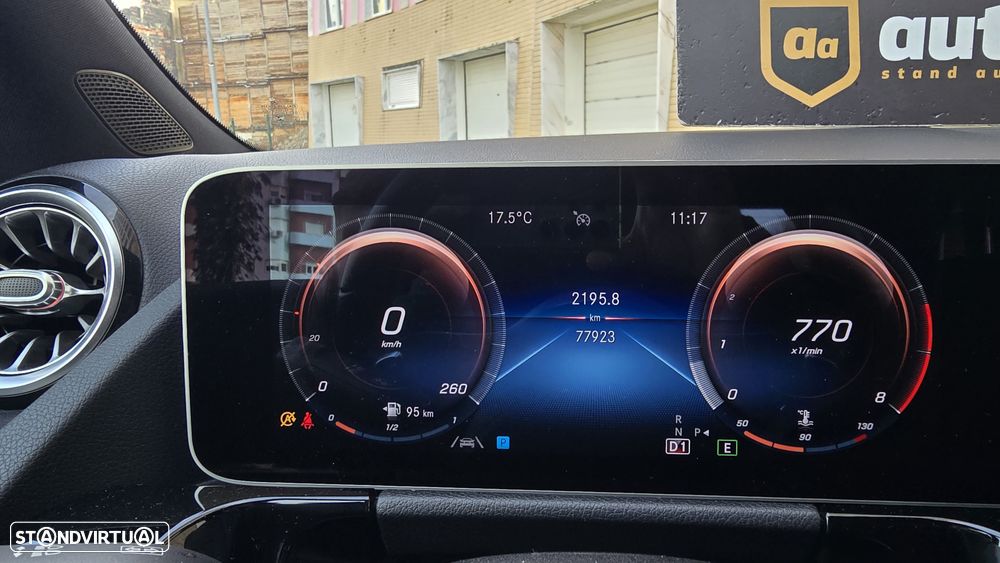 aa aut
stand au
17.5°C 11:17
2195.8
km
77923
0
km/h
20
0
260
770
x1/min
2
1
0
8
95 km
0 1/2 1
R
N P◄
D1
E
P
°C
50 90 130
STANDVIRTUAL